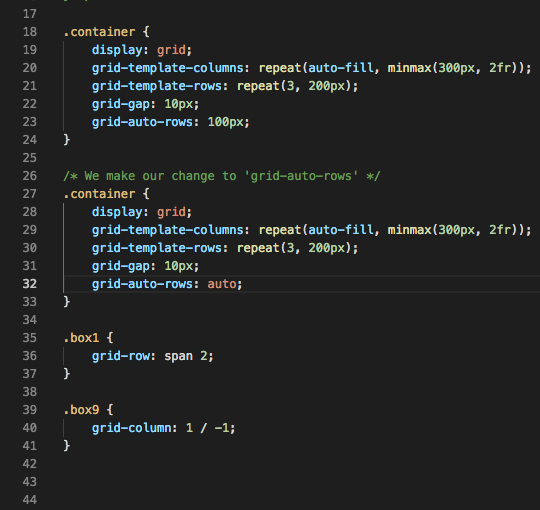 17
18 .container {
19 display: grid;
20 grid-template-columns: repeat(auto-fill, minmax(300px, 2fr));
21 grid-template-rows: repeat(3, 200px);
22 grid-gap: 10px;
23 grid-auto-rows: 100px;
24 }
25
26 /* We make our change to 'grid-auto-rows' */
27 .container {
28 display: grid;
29 grid-template-columns: repeat(auto-fill, minmax(300px, 2fr));
30 grid-template-rows: repeat(3, 200px);
31 grid-gap: 10px;
32 grid-auto-rows: auto;
33 }
34
35 .box1 {
36 grid-row: span 2;
37 }
38
39 .box9 {
40 grid-column: 1 / -1;
41 }
42
43
44